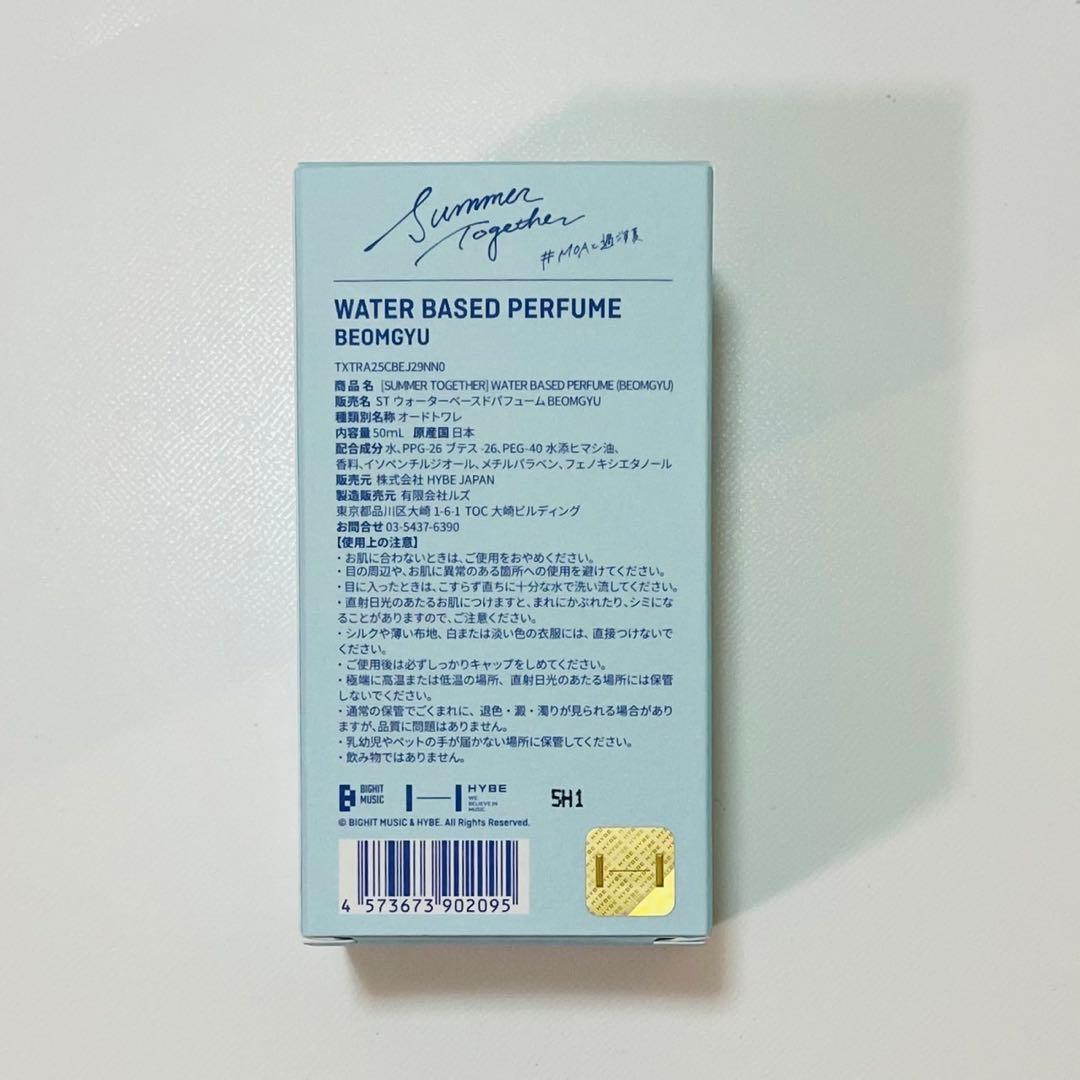 Summer
Together
#MOAと過ごす夏
WATER BASED PERFUME
BEOMGYU
TXTRA25CBEJ29NN0
商品名 [SUMMER TOGETHER] WATER BASED PERFUME (BEOMGYU)
販売名 ST ウォーターベースドパフューム BEOMGYU
種類別名称 オードトワレ
内容量 50mL 原産国 日本
配合成分 水、PPG-26 ブテス -26、PEG-40 水添ヒマシ油、
香料、イソペンチルジオール、メチルパラベン、フェノキシエタノール
販売元 株式会社 HYBE JAPAN
製造販売元 有限会社ルズ
東京都品川区大崎 1-6-1 TOC 大崎ビルディング
お問合せ 03-5437-6390
【使用上の注意】
・お肌に合わないときは、ご使用をおやめください。
・目の周辺や、お肌に異常のある箇所への使用を避けてください。
・目に入ったときは、こすらず直ちに十分な水で洗い流してください。
・直射日光のあたるお肌につけますと、まれにかぶれたり、シミにな
ることがありますので、ご注意ください。
・シルクや薄い布地、白または淡い色の衣服には、直接つけないで
ください。
・ご使用後は必ずしっかりキャップをしめてください。
・極端に高温または低温の場所、直射日光のあたる場所には保管
しないでください。
・通常の保管でごくまれに、退色・澱・濁りが見られる場合があり
ますが、品質に問題はありません。
・乳幼児やペットの手が届かない場所に保管してください。
・飲み物ではありません。
BIGHIT
MUSIC
HYBE
WE
BELIEVE IN
MUSIC
5H1
© BIGHIT MUSIC & HYBE. All Rights Reserved.
4 573673 902095
HYBE HYBE HYBE